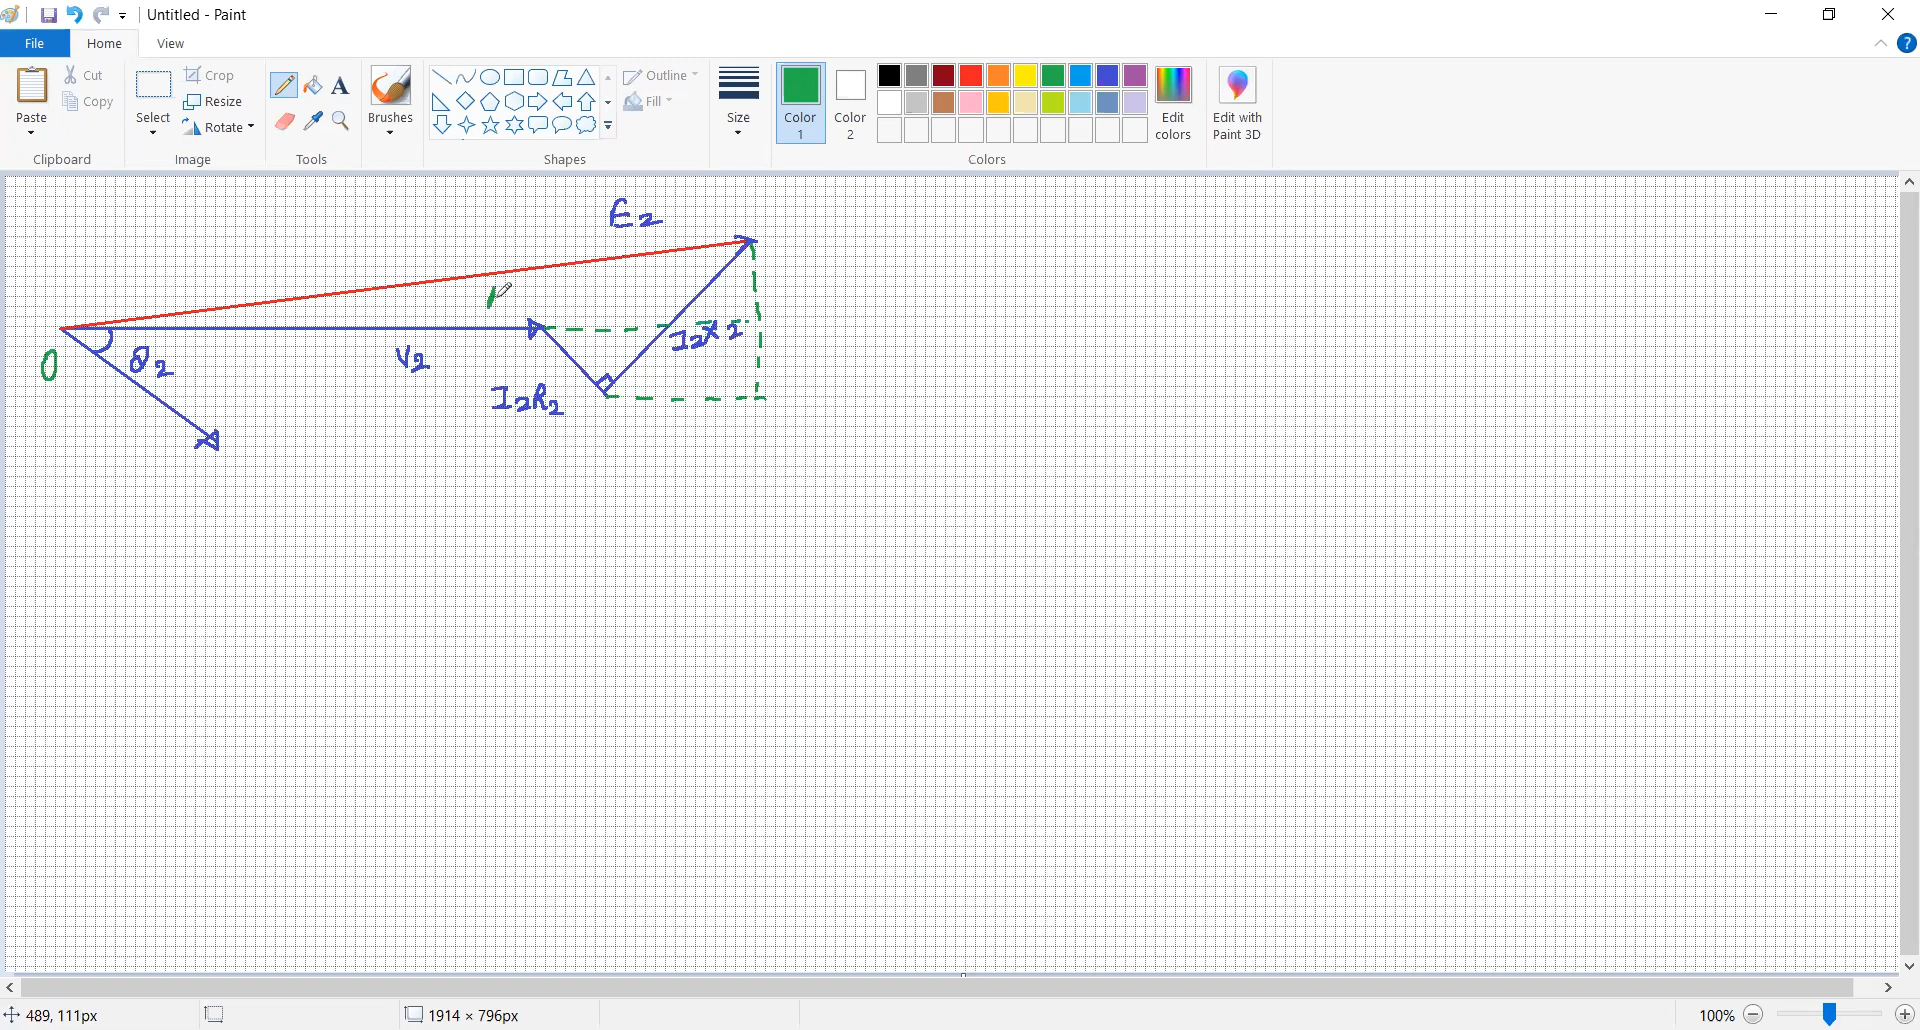 Untitled - Paint
File
Home
View
Paste
Cut
Copy
Clipboard
Select
Crop
Resize
Rotate
Image
A
Tools
Brushes
Shapes
Outline
Fill
Size
Color
1
Color
2
Colors
Edit
colors
Edit with
Paint 3D
?
E2
O
θ2
V2
I2R2
I2X2
489, 111px
1914 × 796px
100%